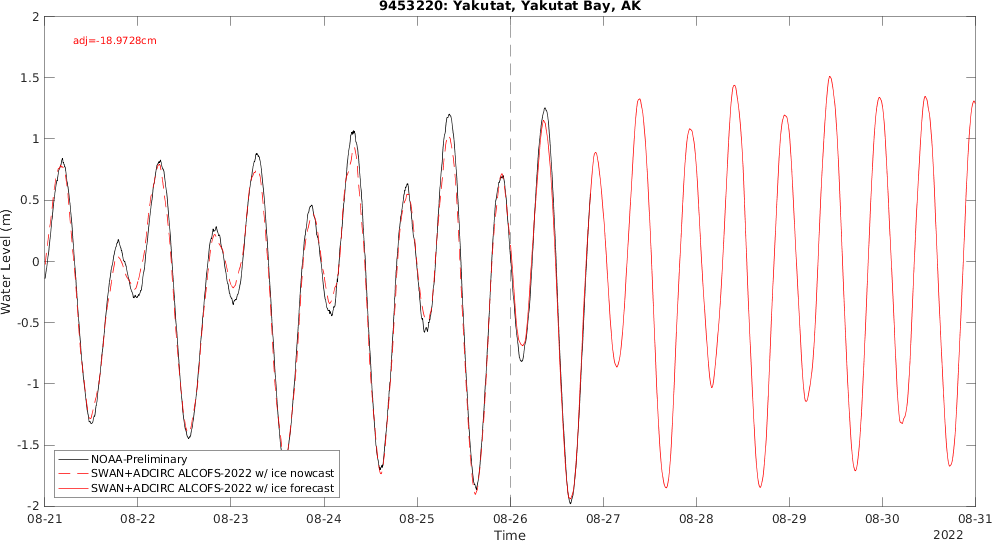 9453220: Yakutat, Yakutat Bay, AK
adj=-18.9728cm
Water Level (m)
2
1.5
1
0.5
0
-0.5
-1
-1.5
-2
NOAA-Preliminary
SWAN+ADCIRC ALCOFS-2022 w/ ice nowcast
SWAN+ADCIRC ALCOFS-2022 w/ ice forecast
08-21 08-22 08-23 08-24 08-25 08-26 08-27 08-28 08-29 08-30 08-31
Time
2022